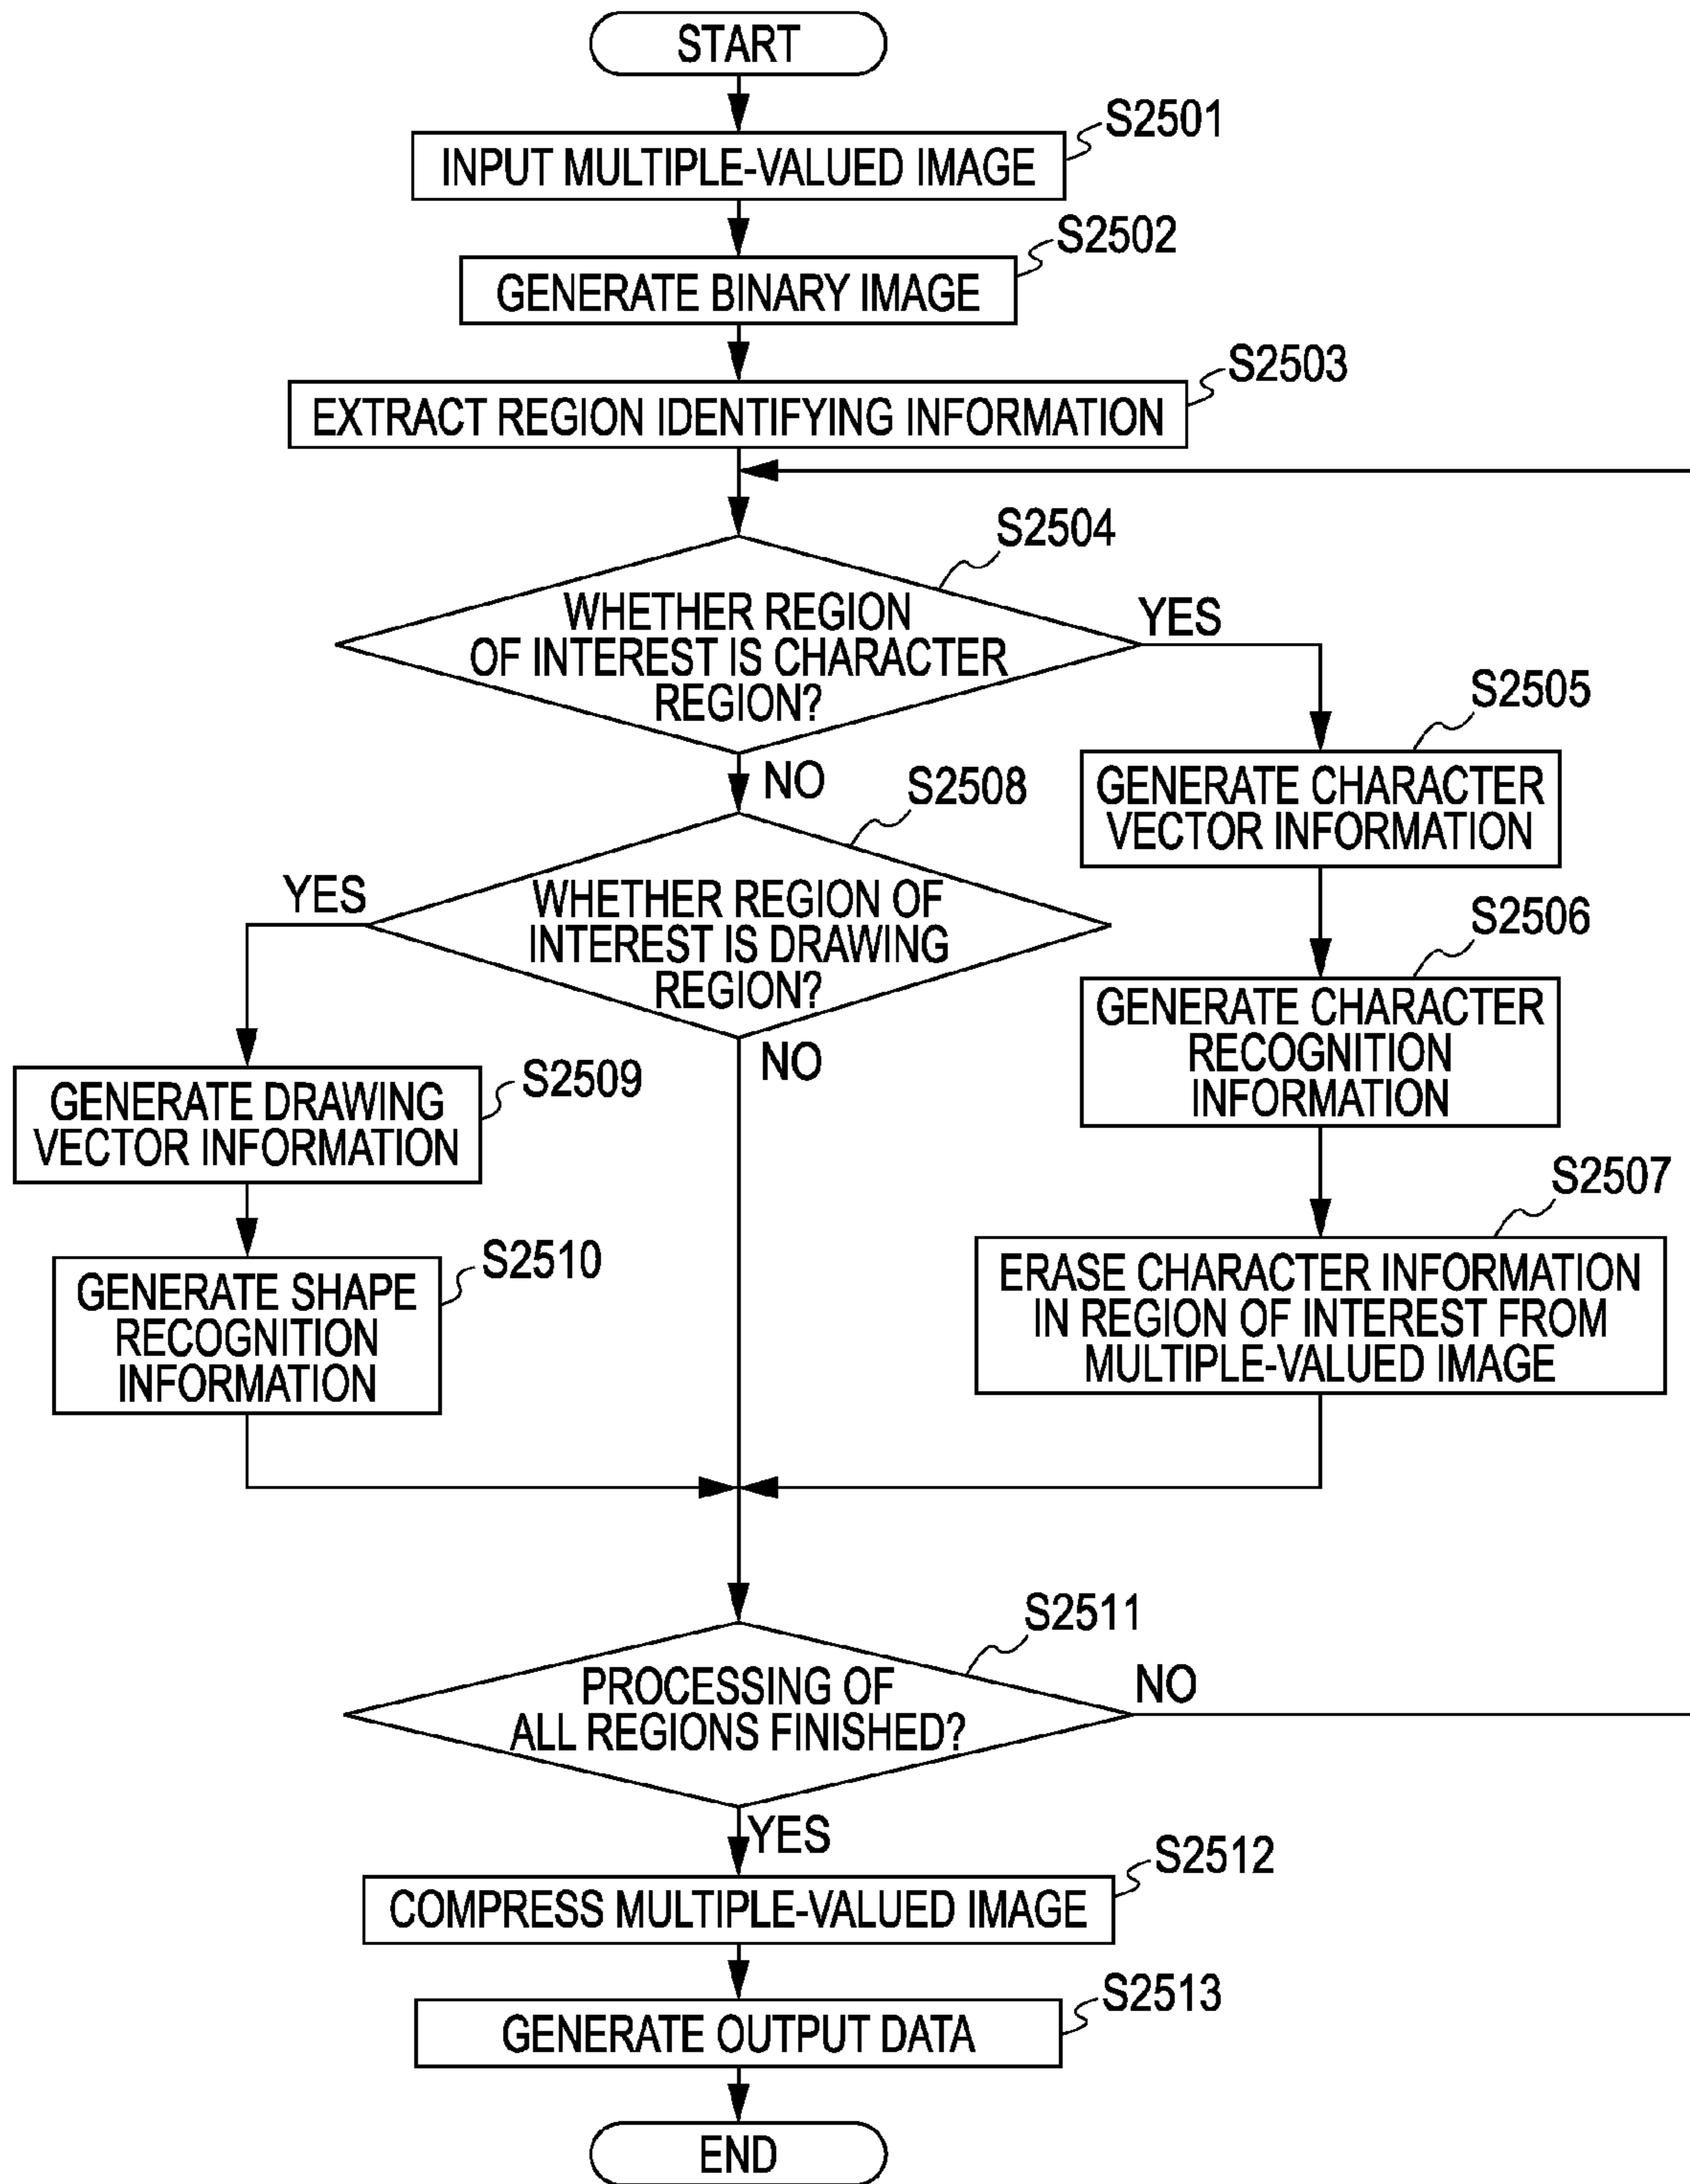 START
S2501
INPUT MULTIPLE-VALUED IMAGE
S2502
GENERATE BINARY IMAGE
S2503
EXTRACT REGION IDENTIFYING INFORMATION
S2504
WHETHER REGION
OF INTEREST IS CHARACTER
REGION?
YES
NO
S2505
GENERATE CHARACTER
VECTOR INFORMATION
S2506
GENERATE CHARACTER
RECOGNITION
INFORMATION
S2507
ERASE CHARACTER INFORMATION
IN REGION OF INTEREST FROM
MULTIPLE-VALUED IMAGE
S2508
WHETHER REGION OF
INTEREST IS DRAWING
REGION?
YES
NO
S2509
GENERATE DRAWING
VECTOR INFORMATION
S2510
GENERATE SHAPE
RECOGNITION
INFORMATION
S2511
PROCESSING OF
ALL REGIONS FINISHED?
NO
YES
S2512
COMPRESS MULTIPLE-VALUED IMAGE
S2513
GENERATE OUTPUT DATA
END